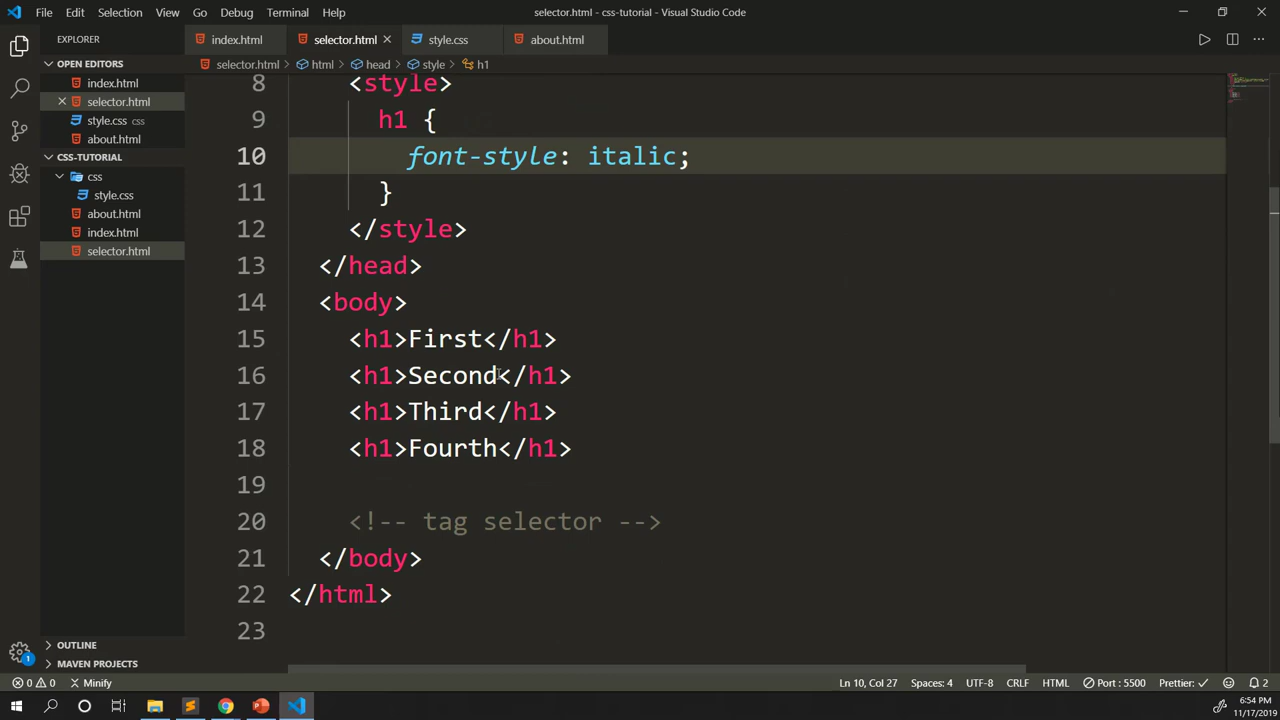 File Edit Selection View Go Debug Terminal Help
selector.html - css-tutorial - Visual Studio Code
EXPLORER
OPEN EDITORS
index.html
selector.html
style.css css
about.html
CSS-TUTORIAL
css
style.css
about.html
index.html
selector.html
OUTLINE
MAVEN PROJECTS
index.html selector.html style.css about.html
selector.html > html > head > style > h1
8 <style>
9 h1 {
10 font-style: italic;
11 }
12 </style>
13 </head>
14 <body>
15 <h1>First</h1>
16 <h1>Second</h1>
17 <h1>Third</h1>
18 <h1>Fourth</h1>
19
20 <!-- tag selector -->
21 </body>
22 </html>
23
1
0 0 Minify Ln 10, Col 27 Spaces: 4 UTF-8 CRLF HTML Port : 5500 Prettier: ✓ 2
6:54 PM
11/17/2019